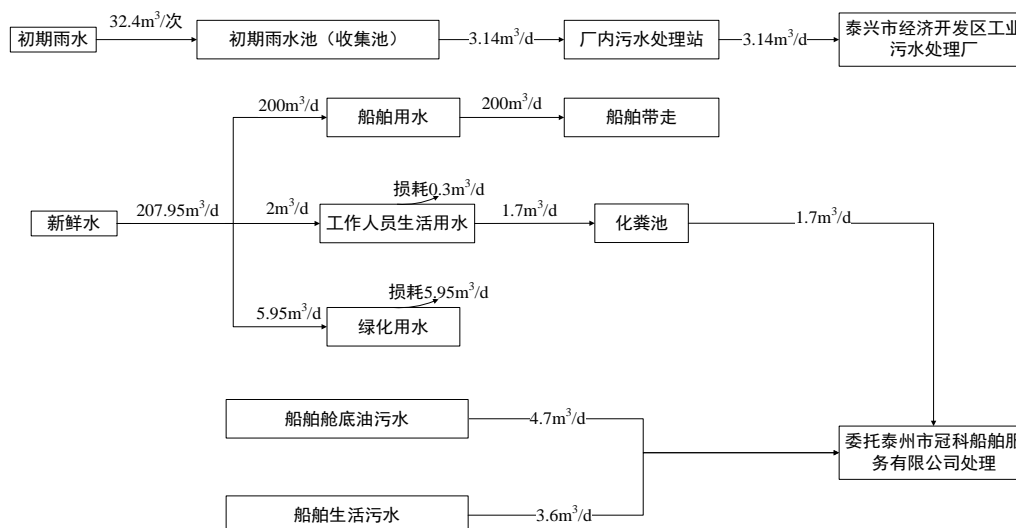 32.4m³/次
初期雨水
初期雨水池（收集池）
3.14m³/d
厂内污水处理站
3.14m³/d
泰兴市经济开发区工业
污水处理厂
200m³/d
船舶用水
200m³/d
船舶带走
新鲜水
207.95m³/d
2m³/d
损耗0.3m³/d
工作人员生活用水
1.7m³/d
化粪池
1.7m³/d
5.95m³/d
损耗5.95m³/d
绿化用水
船舶舱底油污水
4.7m³/d
船舶生活污水
3.6m³/d
委托泰州市冠科船舶服
务有限公司处理